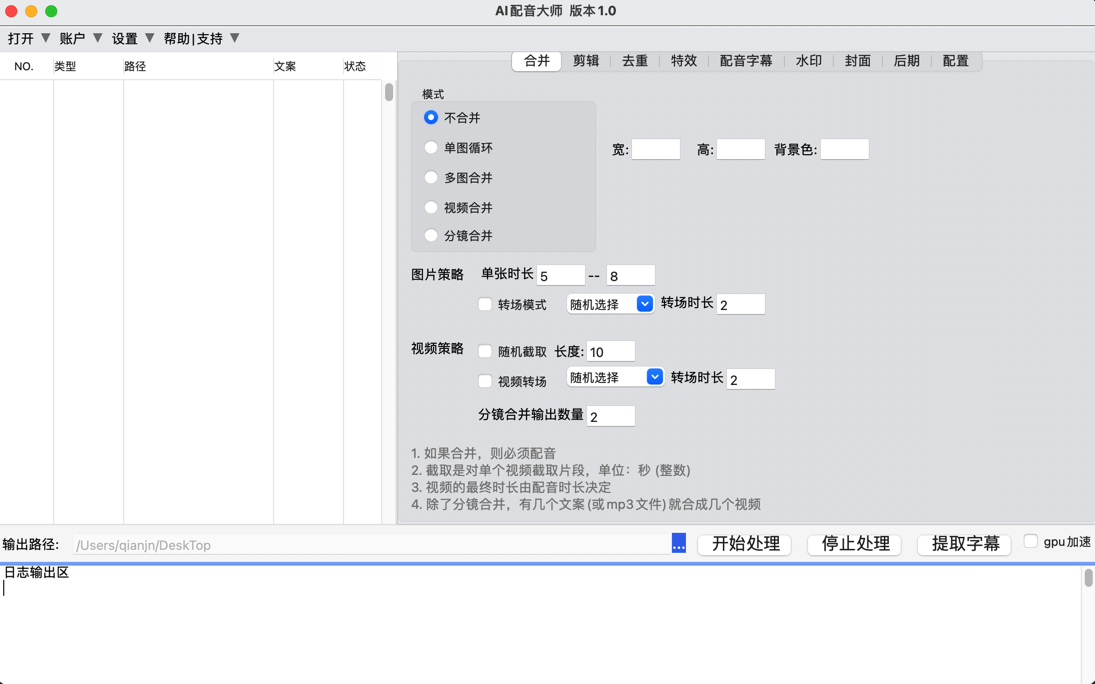 AI配音大师 版本1.0
打开 ▼ 账户 ▼ 设置 ▼ 帮助|支持 ▼
NO. 类型 路径 文案 状态
合并 剪辑 去重 特效 配音字幕 水印 封面 后期 配置
模式
不合并
单图循环
宽: 高: 背景色:
多图合并
视频合并
分镜合并
图片策略 单张时长 5 -- 8
转场模式 随机选择 转场时长 2
视频策略 随机截取 长度: 10
视频转场 随机选择 转场时长 2
分镜合并输出数量 2
1. 如果合并，则必须配音
2. 截取是对单个视频截取片段，单位：秒 (整数)
3. 视频的最终时长由配音时长决定
4. 除了分镜合并，有几个文案(或mp3文件)就合成几个视频
输出路径: /Users/qianjn/DeskTop ... 开始处理 停止处理 提取字幕 gpu加速
日志输出区